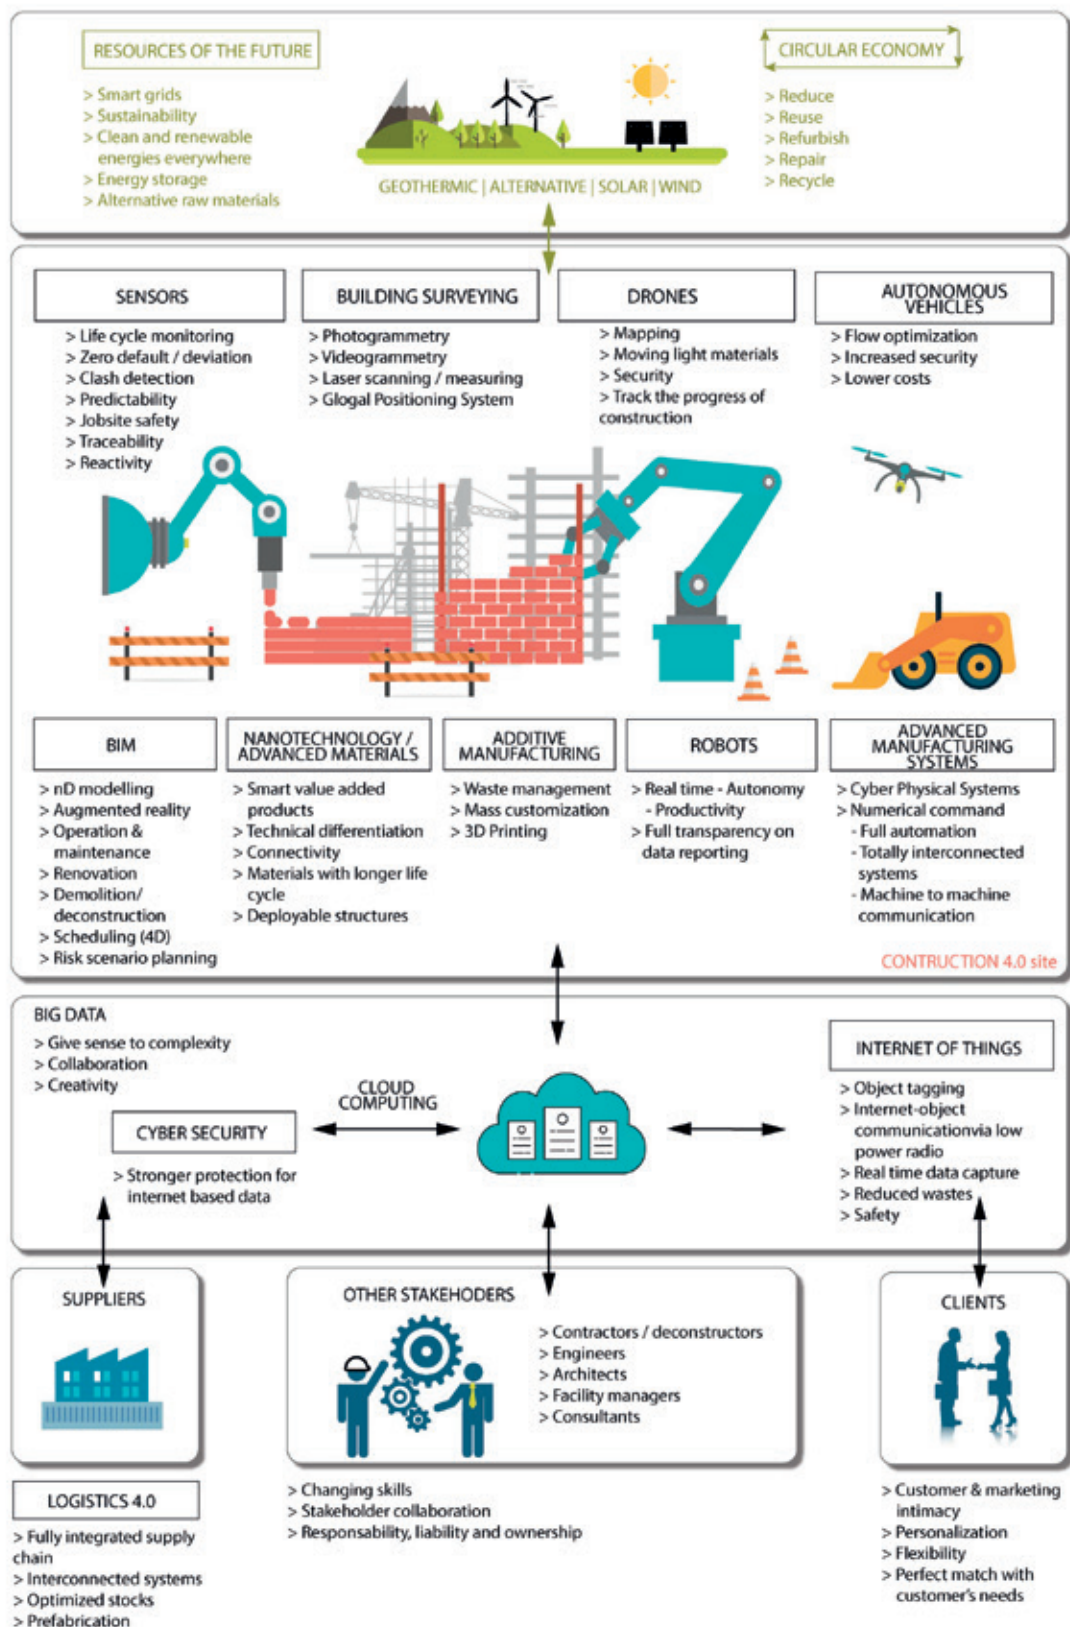 RESOURCES OF THE FUTURE
> Smart grids
> Sustainability
> Clean and renewable
energies everywhere
> Energy storage
> Alternative raw materials
GEOTHERMIC | ALTERNATIVE | SOLAR | WIND
CIRCULAR ECONOMY
> Reduce
> Reuse
> Refurbish
> Repair
> Recycle
SENSORS
> Life cycle monitoring
> Zero default / deviation
> Clash detection
> Predictability
> Jobsite safety
> Traceability
> Reactivity
BUILDING SURVEYING
> Photogrammetry
> Videogrammetry
> Laser scanning / measuring
> Glogal Positioning System
DRONES
> Mapping
> Moving light materials
> Security
> Track the progress of
construction
AUTONOMOUS
VEHICLES
> Flow optimization
> Increased security
> Lower costs
BIM
> nD modelling
> Augmented reality
> Operation &
maintenance
> Renovation
> Demolition/
deconstruction
> Scheduling (4D)
> Risk scenario planning
NANOTECHNOLOGY /
ADVANCED MATERIALS
> Smart value added
products
> Technical differentiation
> Connectivity
> Materials with longer life
cycle
> Deployable structures
ADDITIVE
MANUFACTURING
> Waste management
> Mass customization
> 3D Printing
ROBOTS
> Real time - Autonomy
- Productivity
> Full transparency on
data reporting
ADVANCED
MANUFACTURING
SYSTEMS
> Cyber Physical Systems
> Numerical command
- Full automation
- Totally interconnected
systems
- Machine to machine
communication
CONTRUCTION 4.0 site
BIG DATA
> Give sense to complexity
> Collaboration
> Creativity
CYBER SECURITY
> Stronger protection for
internet based data
CLOUD
COMPUTING
INTERNET OF THINGS
> Object tagging
> Internet-object
communicationvia low
power radio
> Real time data capture
> Reduced wastes
> Safety
SUPPLIERS
LOGISTICS 4.0
> Fully integrated supply
chain
> Interconnected systems
> Optimized stocks
> Prefabrication
OTHER STAKEHODERS
> Contractors / deconstructors
> Engineers
> Architects
> Facility managers
> Consultants
> Changing skills
> Stakeholder collaboration
> Responsability, liability and ownership
CLIENTS
> Customer & marketing
intimacy
> Personalization
> Flexibility
> Perfect match with
customer's needs